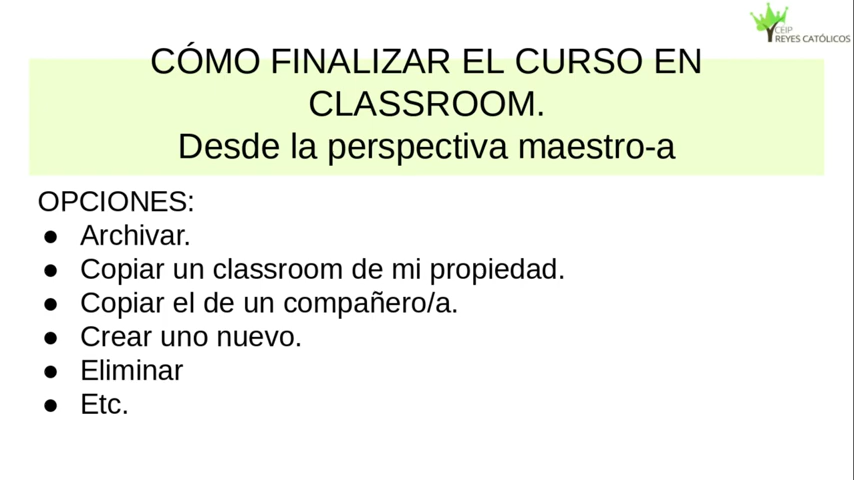 CEIP
REYES CATÓLICOS
CÓMO FINALIZAR EL CURSO EN
CLASSROOM.
Desde la perspectiva maestro-a
OPCIONES:
● Archivar.
● Copiar un classroom de mi propiedad.
● Copiar el de un compañero/a.
● Crear uno nuevo.
● Eliminar
● Etc.